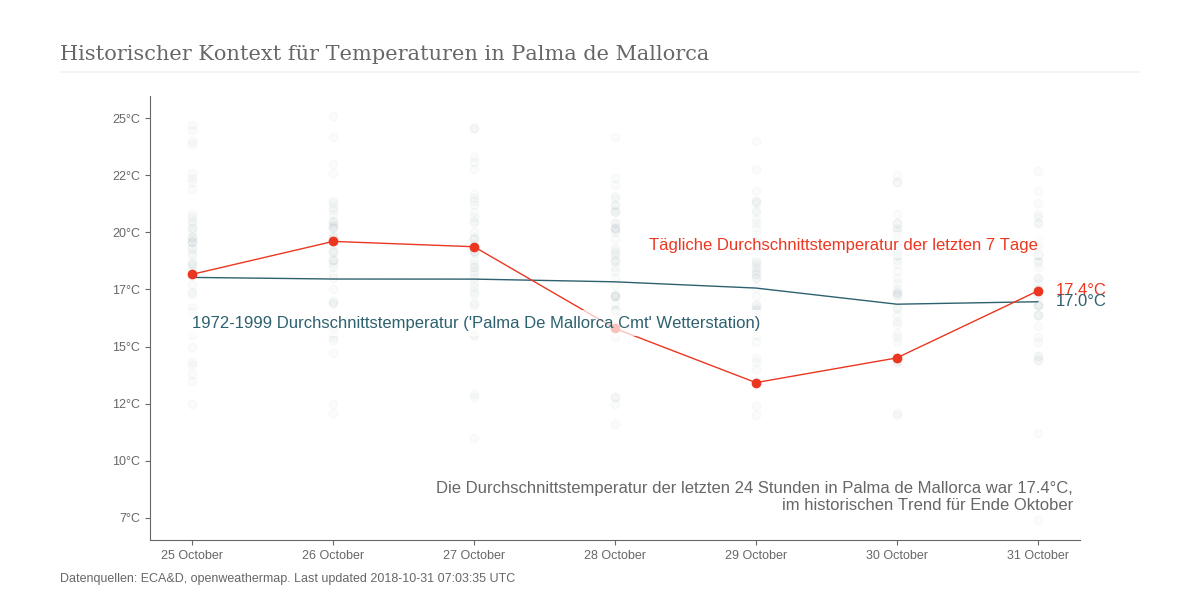 Historischer Kontext für Temperaturen in Palma de Mallorca
25°C
22°C
20°C
17°C
15°C
12°C
10°C
7°C
Tägliche Durchschnittstemperatur der letzten 7 Tage
17.4°C
17.0°C
1972-1999 Durchschnittstemperatur ('Palma De Mallorca Cmt' Wetterstation)
Die Durchschnittstemperatur der letzten 24 Stunden in Palma de Mallorca war 17.4°C,
im historischen Trend für Ende Oktober
25 October
26 October
27 October
28 October
29 October
30 October
31 October
Datenquellen: ECA&D, openweathermap. Last updated 2018-10-31 07:03:35 UTC